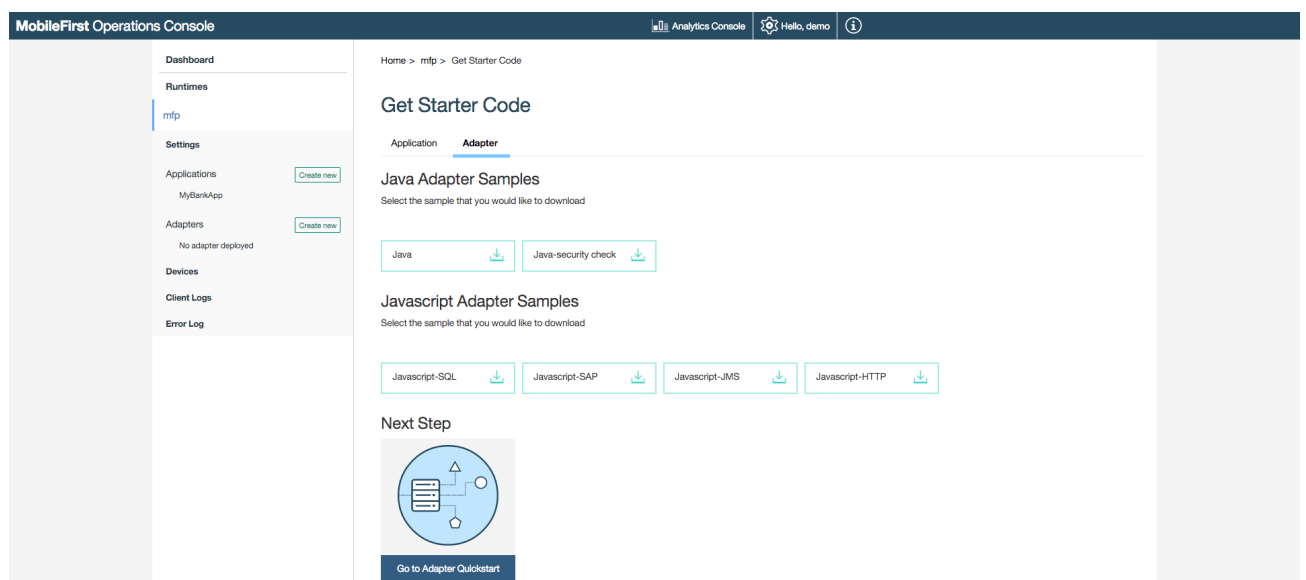 MobileFirst Operations Console
Analytics Console
Hello, demo
Dashboard
Runtimes
mfp
Settings
Applications
Create new
MyBankApp
Adapters
Create new
No adapter deployed
Devices
Client Logs
Error Log
Home > mfp > Get Starter Code
Get Starter Code
Application
Adapter
Java Adapter Samples
Select the sample that you would like to download
Java
Java-security check
Javascript Adapter Samples
Select the sample that you would like to download
Javascript-SQL
Javascript-SAP
Javascript-JMS
Javascript-HTTP
Next Step
Go to Adapter Quickstart